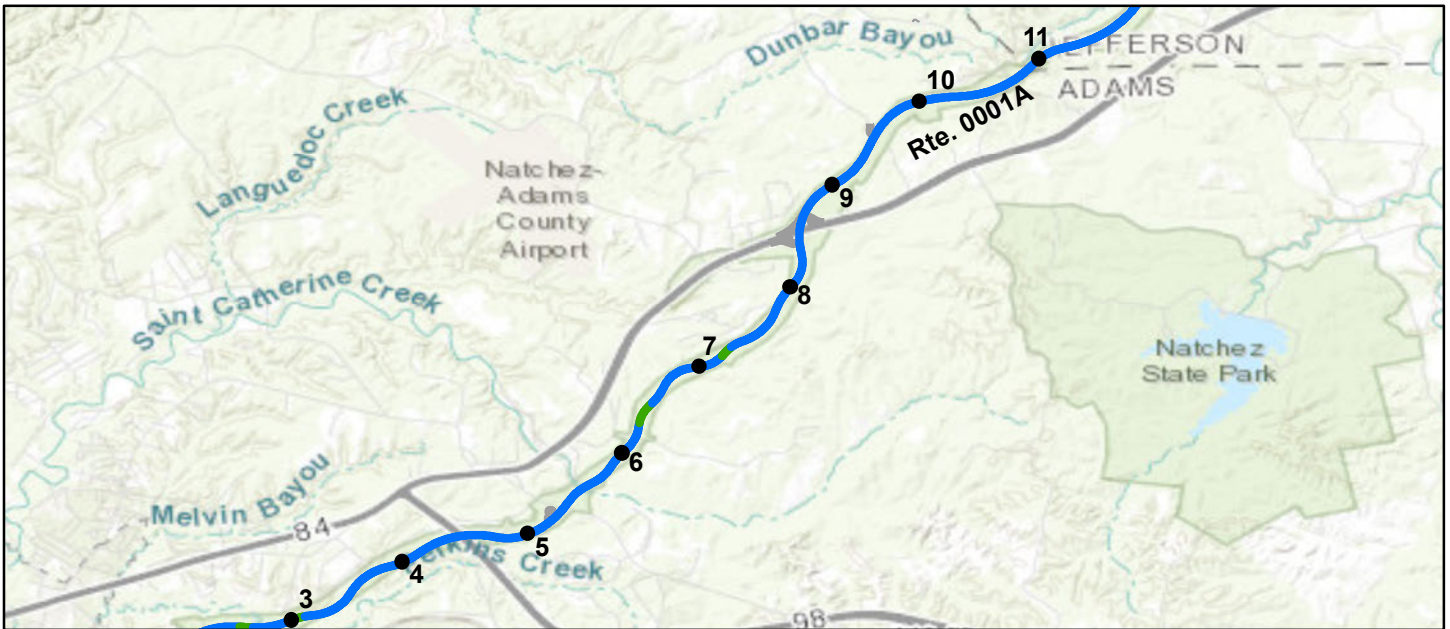 Dunbar Bayou
11
JEFFERSON
ADAMS
10
Rte. 0001A
Languedoc Creek
Natchez-
Adams
County
Airport
9
Saint Catherine Creek
8
7
Natchez
State Park
6
Melvin Bayou
84
5
Creek
4
3
98